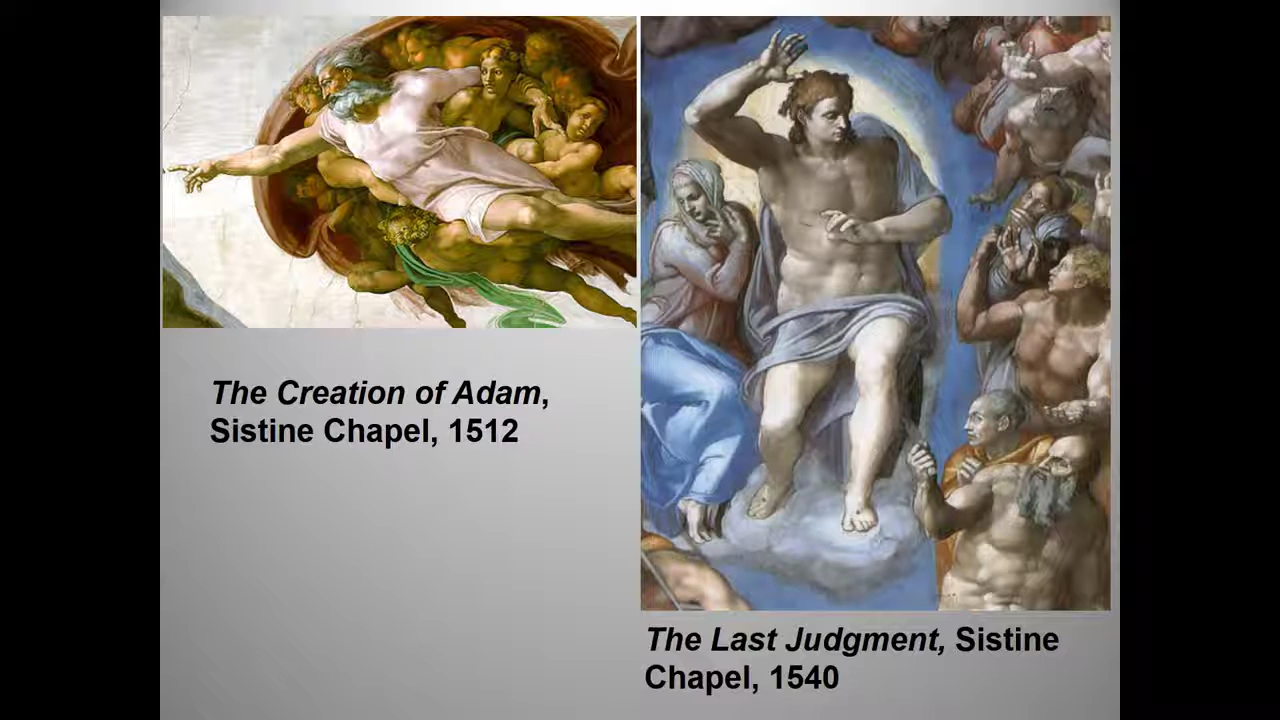 The Creation of Adam,
Sistine Chapel, 1512
The Last Judgment, Sistine
Chapel, 1540